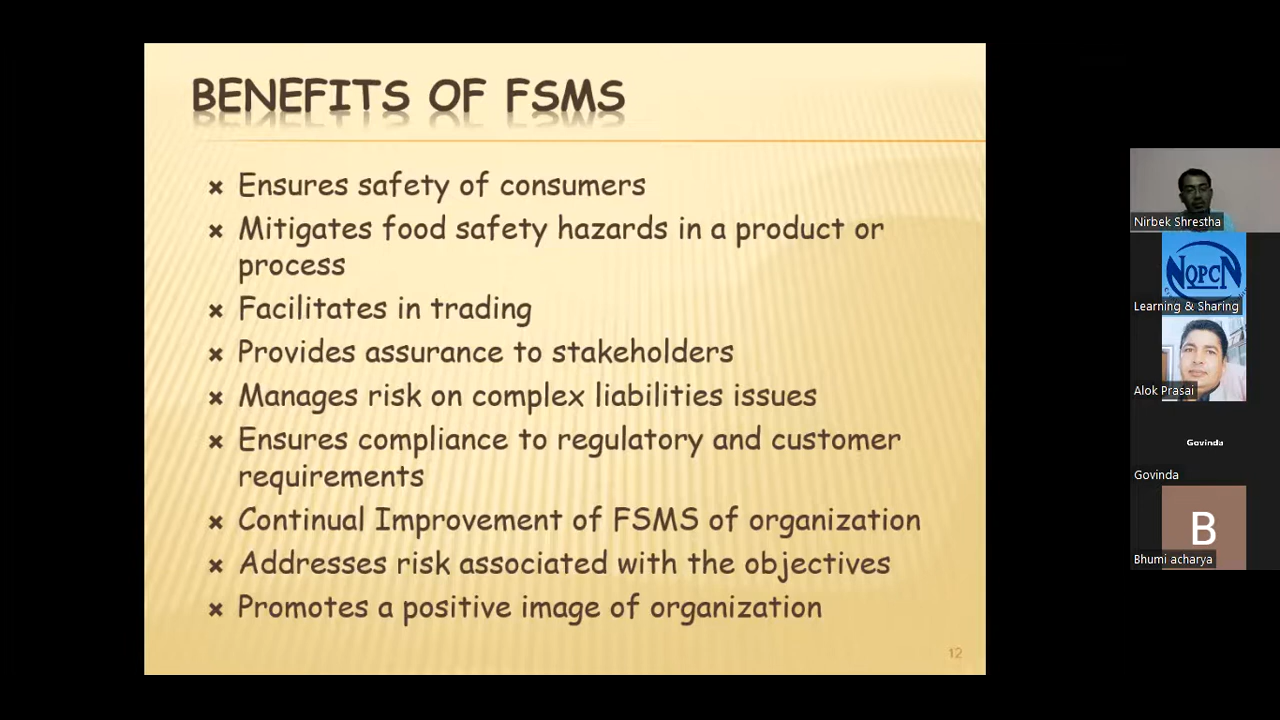 BENEFITS OF FSMS
Ensures safety of consumers
Mitigates food safety hazards in a product or
process
Facilitates in trading
Provides assurance to stakeholders
Manages risk on complex liabilities issues
Ensures compliance to regulatory and customer
requirements
Continual Improvement of FSMS of organization
Addresses risk associated with the objectives
Promotes a positive image of organization
12
Nirbek Shrestha
NQPCN
Learning & Sharing
Alok Prasai
Govinda
Govinda
B
Bhumi acharya